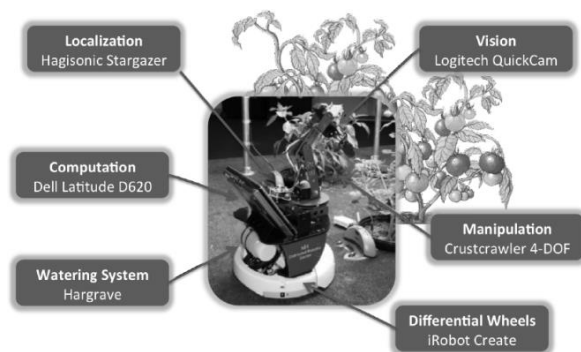 Localization
Hagisonic Stargazer
Vision
Logitech QuickCam
Computation
Dell Latitude D620
Manipulation
Crustcrawler 4-DOF
Watering System
Hargrave
Differential Wheels
iRobot Create